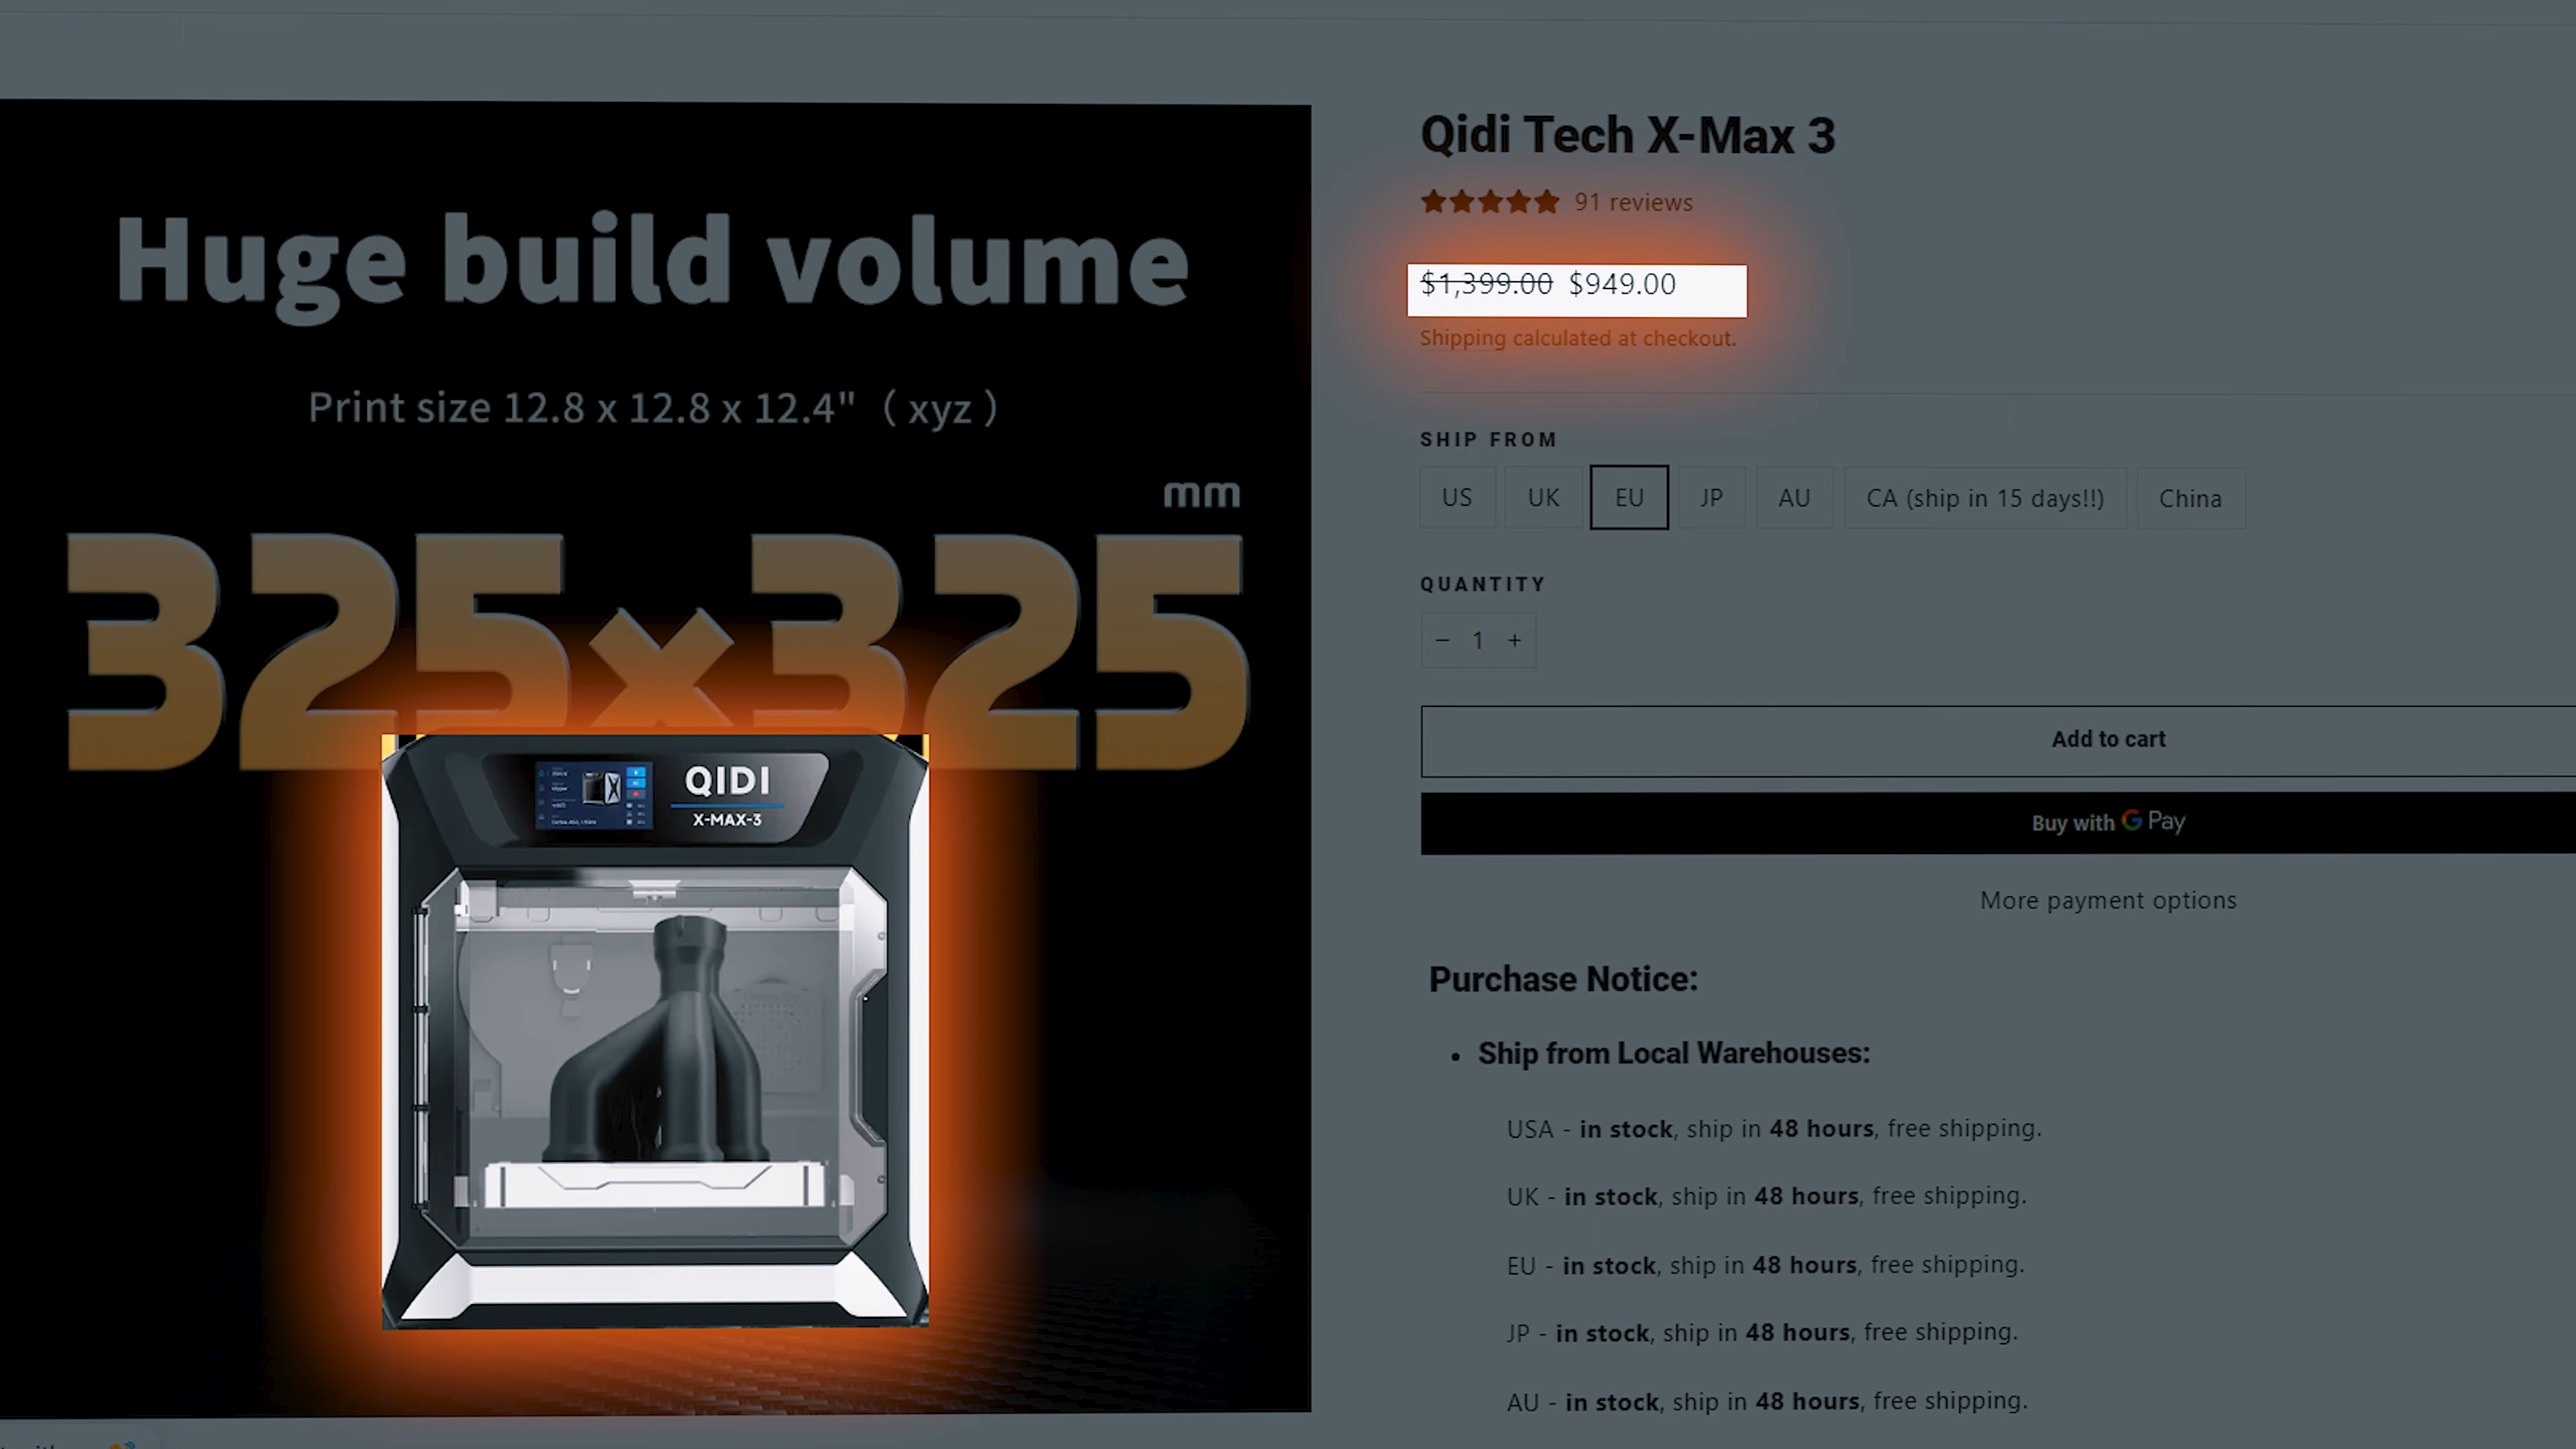 Huge build volume
Print size 12.8 x 12.8 x 12.4" ( xyz )
mm
325×325
QIDI
X-MAX-3
Qidi Tech X-Max 3
91 reviews
$1,399.00 $949.00
Shipping calculated at checkout.
SHIP FROM
US UK EU JP AU CA (ship in 15 days!!) China
QUANTITY
− 1 +
Add to cart
Buy with G Pay
More payment options
Purchase Notice:
• Ship from Local Warehouses:
USA - in stock, ship in 48 hours, free shipping.
UK - in stock, ship in 48 hours, free shipping.
EU - in stock, ship in 48 hours, free shipping.
JP - in stock, ship in 48 hours, free shipping.
AU - in stock, ship in 48 hours, free shipping.